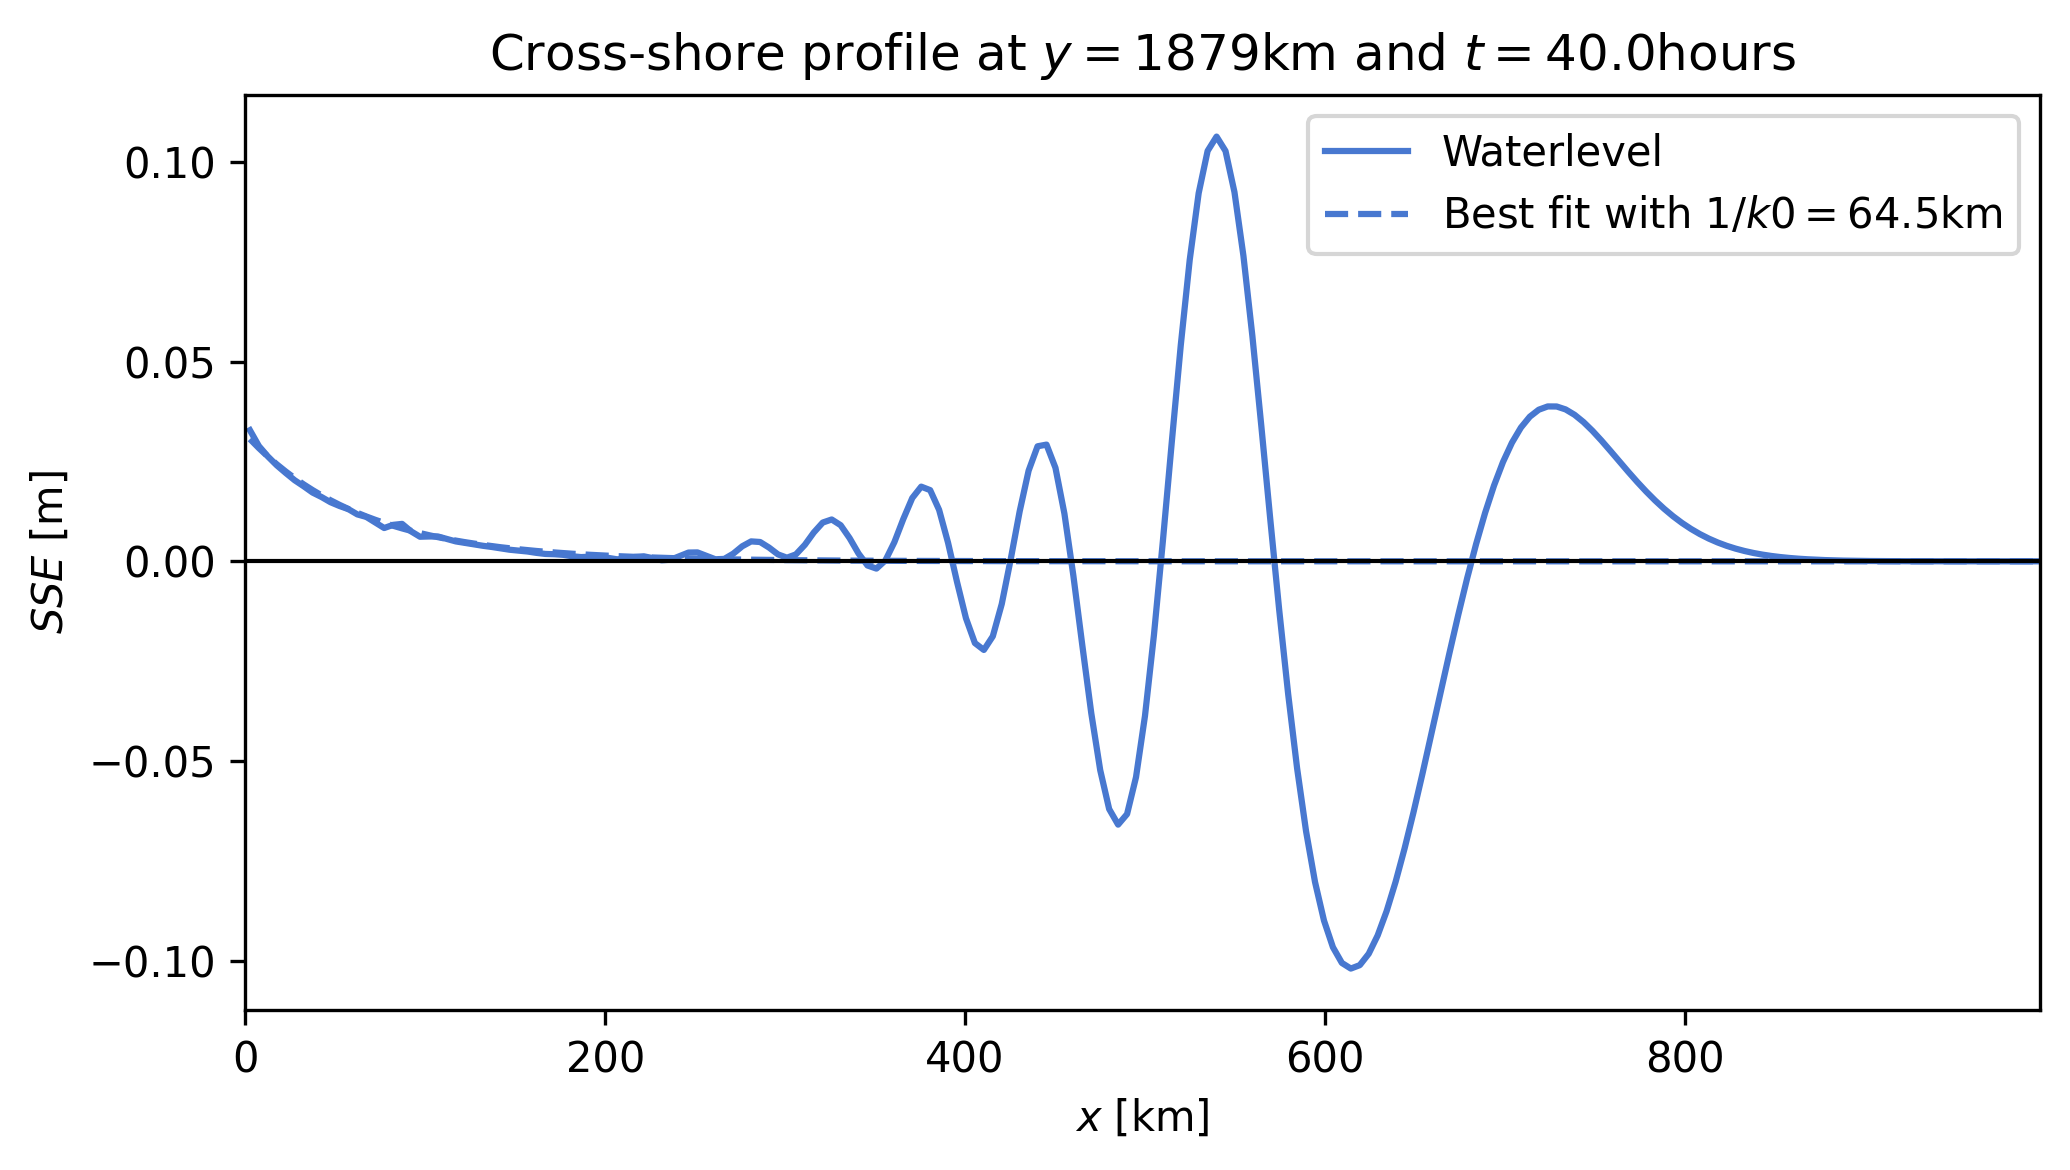 Cross-shore profile at y = 1879km and t = 40.0hours
Waterlevel
Best fit with 1/k0 = 64.5km
SSE [m]
0.10
0.05
0.00
−0.05
−0.10
0 200 400 600 800
x [km]